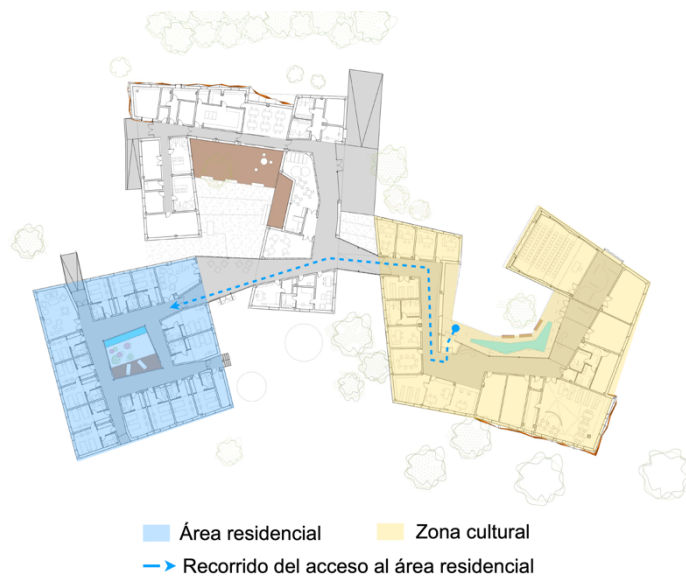 Área residencial
Zona cultural
Recorrido del acceso al área residencial